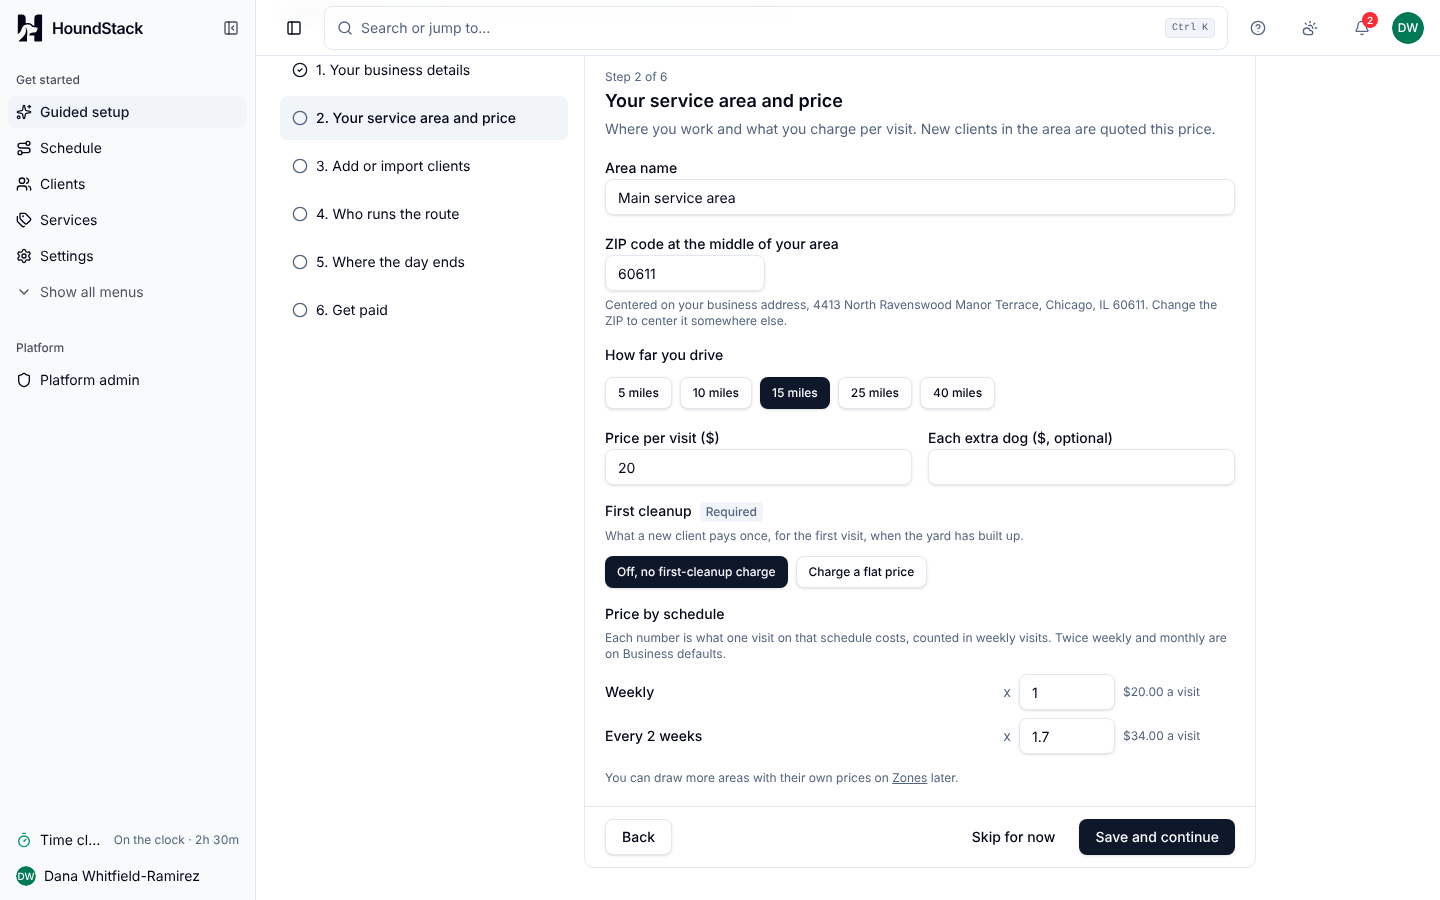 HoundStack
Search or jump to...
Ctrl K
2
DW
Get started
Guided setup
Schedule
Clients
Services
Settings
Show all menus
Platform
Platform admin
Time cl...
On the clock · 2h 30m
DW
Dana Whitfield-Ramirez
1. Your business details
2. Your service area and price
3. Add or import clients
4. Who runs the route
5. Where the day ends
6. Get paid
Step 2 of 6
Your service area and price
Where you work and what you charge per visit. New clients in the area are quoted this price.
Area name
Main service area
ZIP code at the middle of your area
60611
Centered on your business address, 4413 North Ravenswood Manor Terrace, Chicago, IL 60611. Change the
ZIP to center it somewhere else.
How far you drive
5 miles
10 miles
15 miles
25 miles
40 miles
Price per visit ($)
Each extra dog ($, optional)
20
First cleanup
Required
What a new client pays once, for the first visit, when the yard has built up.
Off, no first-cleanup charge
Charge a flat price
Price by schedule
Each number is what one visit on that schedule costs, counted in weekly visits. Twice weekly and monthly are
on Business defaults.
Weekly
x
1
$20.00 a visit
Every 2 weeks
x
1.7
$34.00 a visit
You can draw more areas with their own prices on Zones later.
Back
Skip for now
Save and continue